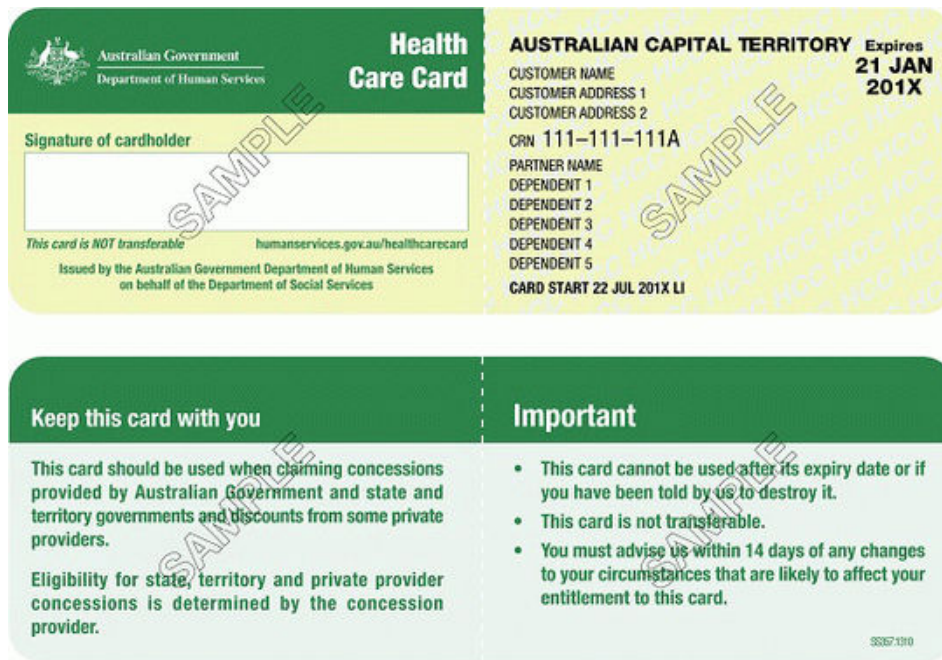 Australian Government
Department of Human Services
Health
Care Card
Signature of cardholder
This card is NOT transferable
humanservices.gov.au/healthcarecard
Issued by the Australian Government Department of Human Services
on behalf of the Department of Social Services
SAMPLE
AUSTRALIAN CAPITAL TERRITORY
Expires
21 JAN
201X
CUSTOMER NAME
CUSTOMER ADDRESS 1
CUSTOMER ADDRESS 2
CRN 111–111–111A
PARTNER NAME
DEPENDENT 1
DEPENDENT 2
DEPENDENT 3
DEPENDENT 4
DEPENDENT 5
CARD START 22 JUL 201X LI
SAMPLE
HCC HCC HCC HCC HCC
Keep this card with you
This card should be used when claiming concessions
provided by Australian Government and state and
territory governments and discounts from some private
providers.
Eligibility for state, territory and private provider
concessions is determined by the concession
provider.
SAMPLE
Important
• This card cannot be used after its expiry date or if
you have been told by us to destroy it.
• This card is not transferable.
• You must advise us within 14 days of any changes
to your circumstances that are likely to affect your
entitlement to this card.
SAMPLE
SS357.1310